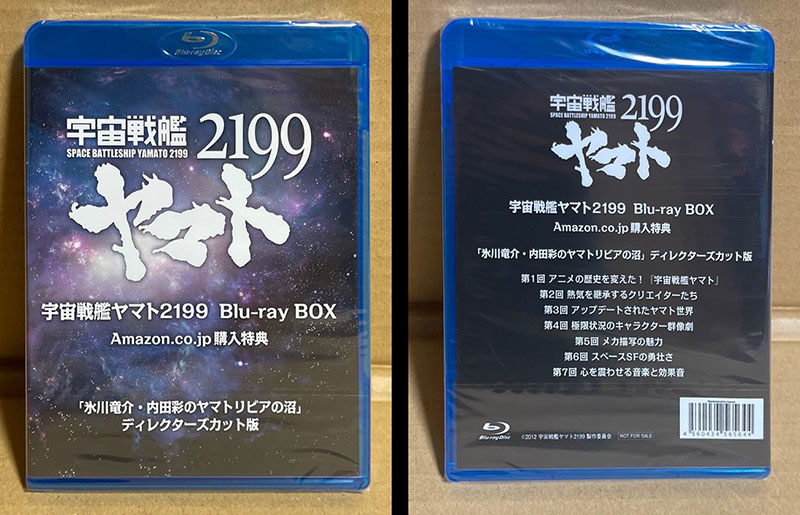 Blu-ray Disc
宇宙戦艦 2199
SPACE BATTLESHIP YAMATO 2199
ヤマト
宇宙戦艦ヤマト2199 Blu-ray BOX
Amazon.co.jp 購入特典
「氷川竜介・内田彩のヤマトリビアの沼」
ディレクターズカット版
宇宙戦艦 2199
SPACE BATTLESHIP YAMATO 2199
ヤマト
宇宙戦艦ヤマト2199 Blu-ray BOX
Amazon.co.jp 購入特典
「氷川竜介・内田彩のヤマトリビアの沼」ディレクターズカット版
第1回 アニメの歴史を変えた!『宇宙戦艦ヤマト』
第2回 熱気を継承するクリエイターたち
第3回 アップデートされたヤマト世界
第4回 極限状況のキャラクター群像劇
第5回 メカ描写の魅力
第6回 スペースSFの勇壮さ
第7回 心を震わせる音楽と効果音
4 560434 565644
Blu-ray Disc
©2012 宇宙戦艦ヤマト2199 製作委員会
NOT FOR SALE